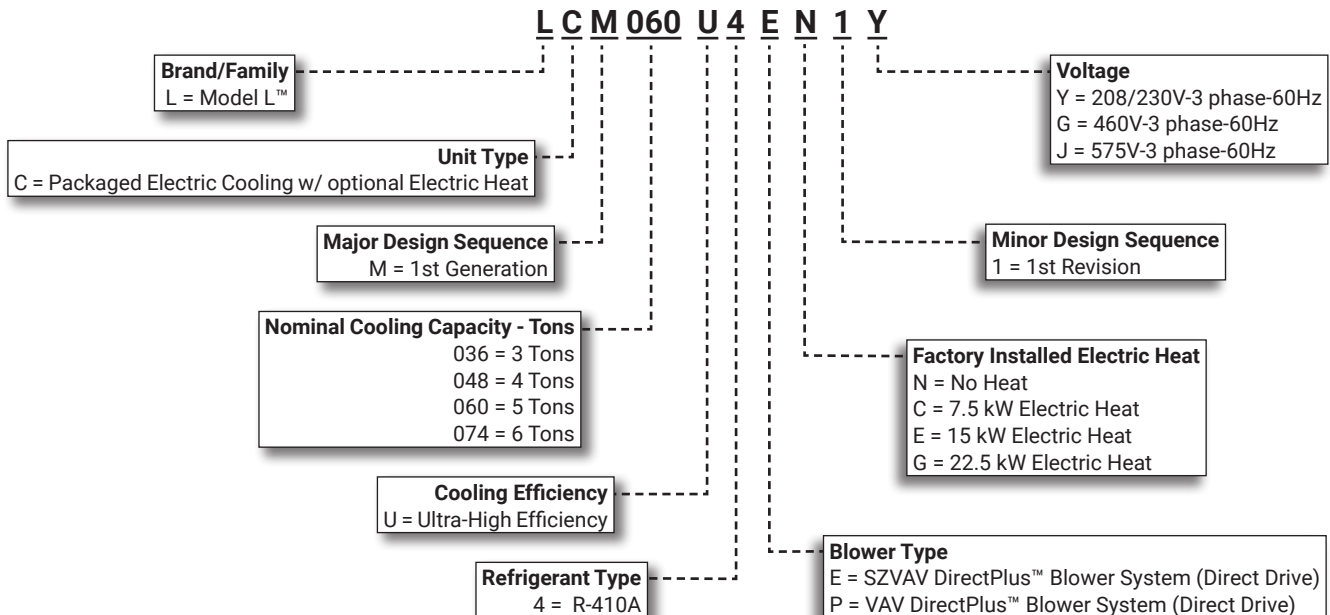 L C M 060 U 4 E N 1 Y
Brand/Family
L = Model L™
Unit Type
C = Packaged Electric Cooling w/ optional Electric Heat
Major Design Sequence
M = 1st Generation
Nominal Cooling Capacity - Tons
036 = 3 Tons
048 = 4 Tons
060 = 5 Tons
074 = 6 Tons
Cooling Efficiency
U = Ultra-High Efficiency
Refrigerant Type
4 = R-410A
Voltage
Y = 208/230V-3 phase-60Hz
G = 460V-3 phase-60Hz
J = 575V-3 phase-60Hz
Minor Design Sequence
1 = 1st Revision
Factory Installed Electric Heat
N = No Heat
C = 7.5 kW Electric Heat
E = 15 kW Electric Heat
G = 22.5 kW Electric Heat
Blower Type
E = SZVAV DirectPlus™ Blower System (Direct Drive)
P = VAV DirectPlus™ Blower System (Direct Drive)